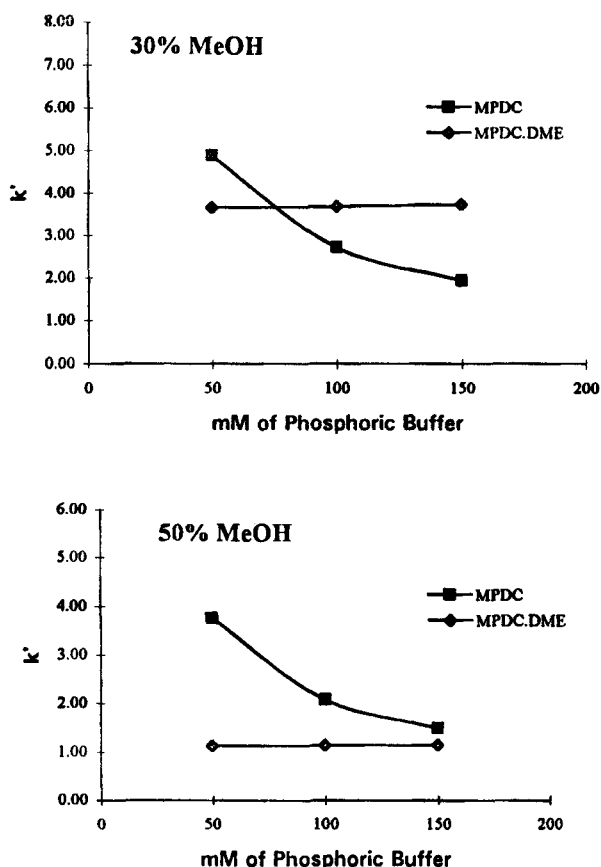 8.00
30% MeOH
7.00
6.00
MPDC
5.00
MPDC.DME
k'
4.00
3.00
2.00
1.00
0.00
0 50 100 150 200
mM of Phosphoric Buffer
6.00
50% MeOH
5.00
MPDC
4.00
MPDC.DME
k'
3.00
2.00
1.00
0.00
0 50 100 150 200
mM of Phosphoric Buffer